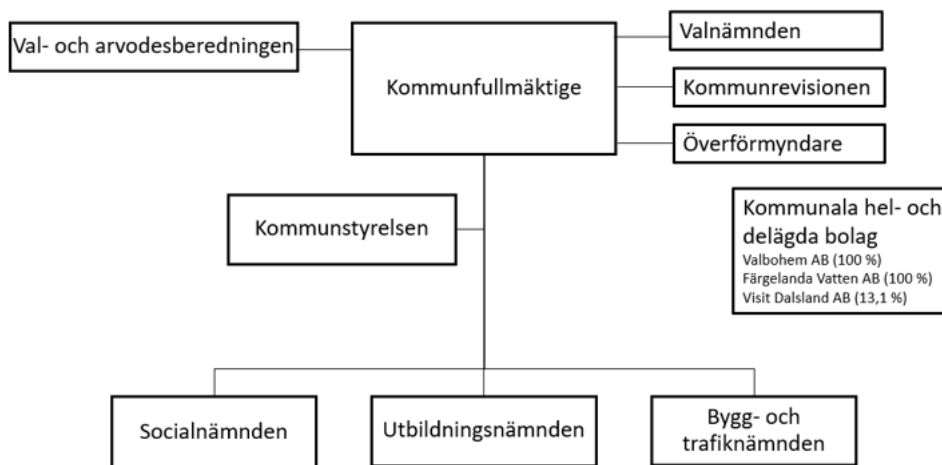 Val- och arvodesberedningen
Kommunfullmäktige
Valnämnden
Kommunrevisionen
Överförmyndare
Kommunstyrelsen
Kommunala hel- och
delägda bolag
Valbohem AB (100 %)
Färgelanda Vatten AB (100 %)
Visit Dalsland AB (13,1 %)
Socialnämnden
Utbildningsnämnden
Bygg- och
trafiknämnden